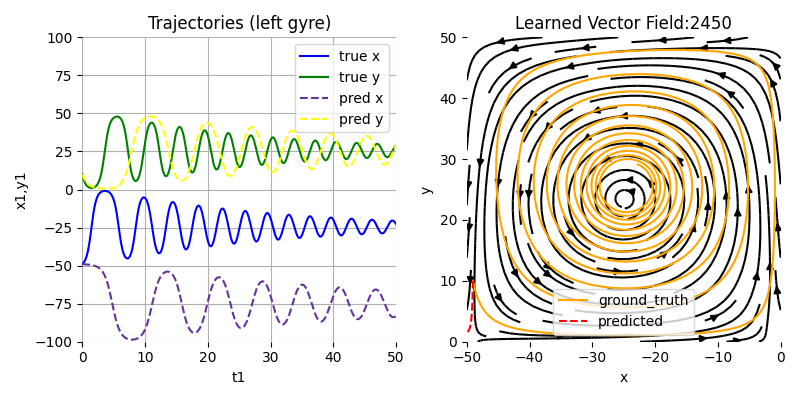 Trajectories (left gyre)
100
75
50
25
0
−25
−50
−75
−100
x1,y1
0
10
20
30
40
50
t1
true x
true y
pred x
pred y
Learned Vector Field:2450
50
40
30
20
10
0
y
−50
−40
−30
−20
−10
0
x
ground_truth
predicted